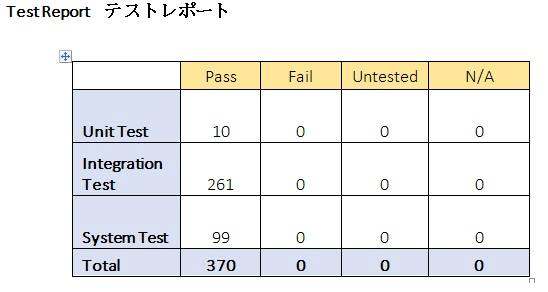 Test Report テストレポート
Pass Fail Untested N/A
Unit Test 10 0 0 0
Integration
Test 261 0 0 0
System Test 99 0 0 0
Total 370 0 0 0